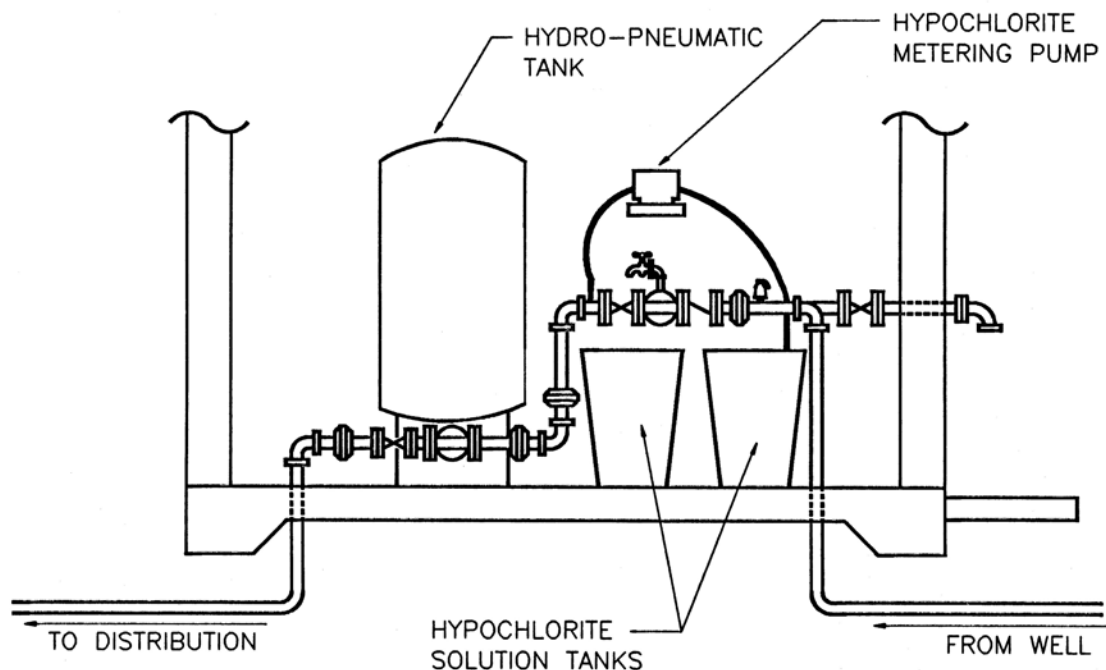 HYDRO-PNEUMATIC
TANK
HYPOCHLORITE
METERING PUMP
TO DISTRIBUTION
HYPOCHLORITE
SOLUTION TANKS
FROM WELL